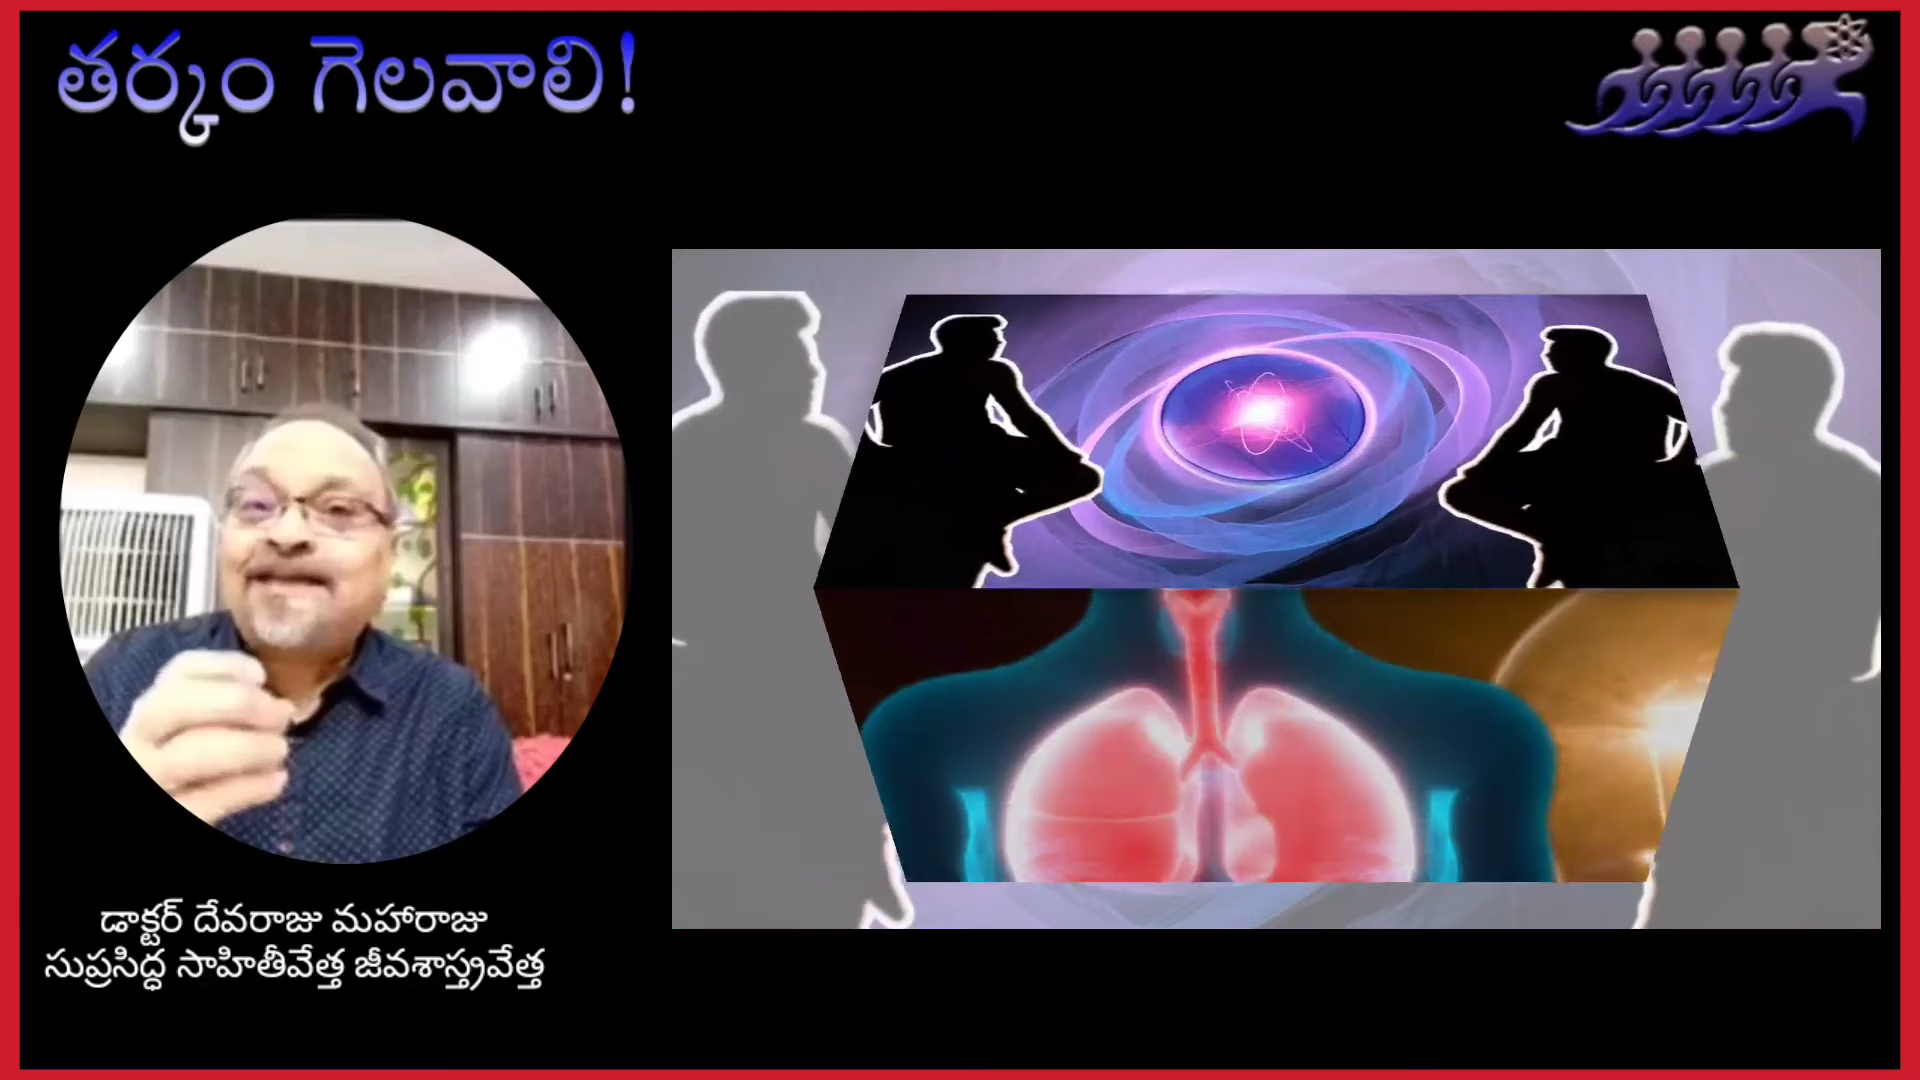 తర్కం గెలవాలి!
డాక్టర్ దేవరాజు మహారాజు
సుప్రసిద్ధ సాహితీవేత్త జీవశాస్త్రవేత్త